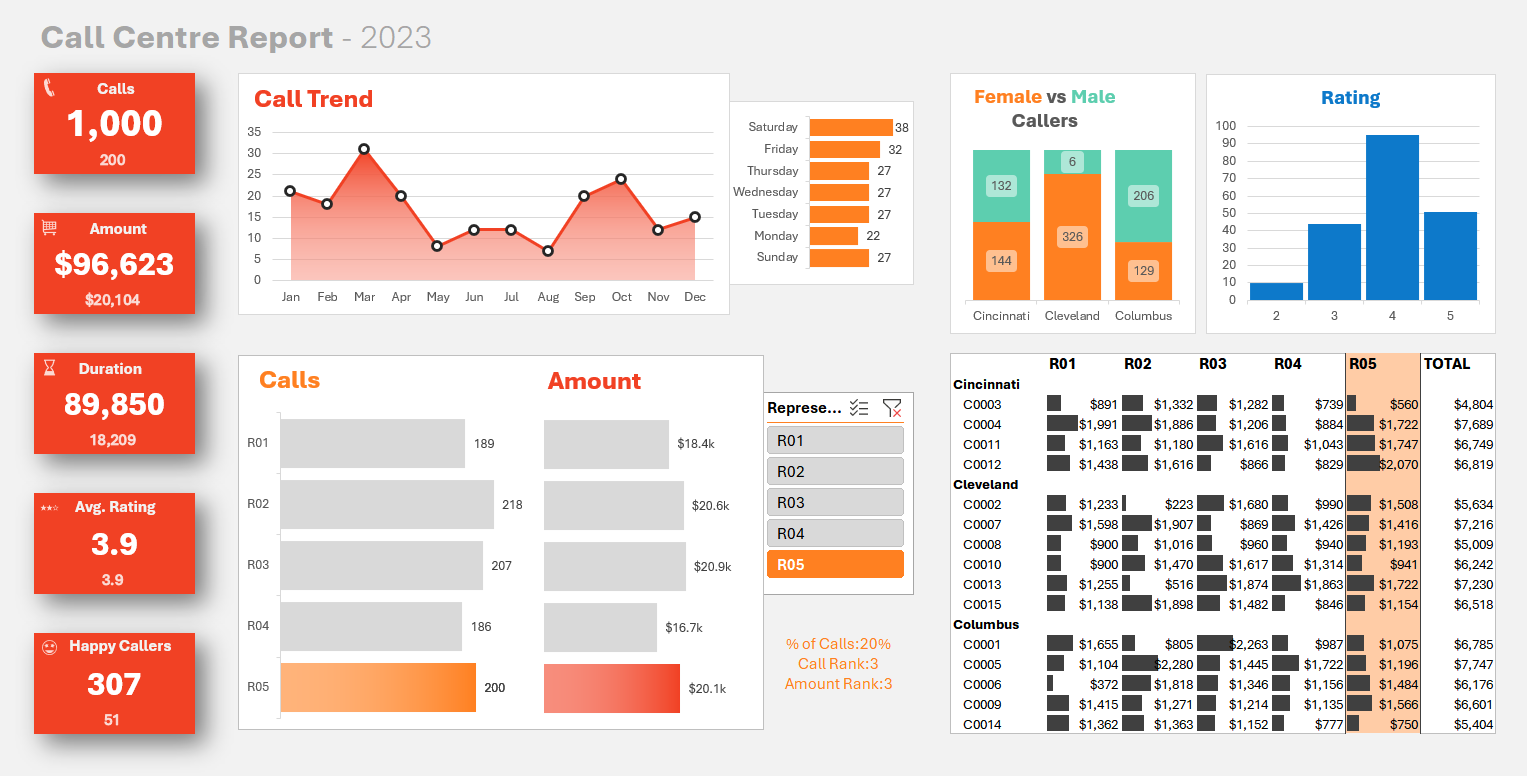 Call Centre Report - 2023
Calls
1,000
200
Amount
$96,623
$20,104
Duration
89,850
18,209
Avg. Rating
3.9
3.9
Happy Callers
307
51
Call Trend
35
30
25
20
15
10
5
0
Jan Feb Mar Apr May Jun Jul Aug Sep Oct Nov Dec
Saturday 38
Friday 32
Thursday 27
Wednesday 27
Tuesday 27
Monday 22
Sunday 27
Female vs Male
Callers
132 6 206
144 326 129
Cincinnati Cleveland Columbus
Rating
100
90
80
70
60
50
40
30
20
10
0
2 3 4 5
Calls Amount
R01 189 $18.4k
R02 218 $20.6k
R03 207 $20.9k
R04 186 $16.7k
R05 200 $20.1k
Represe...
R01
R02
R03
R04
R05
% of Calls:20%
Call Rank:3
Amount Rank:3
R01 R02 R03 R04 R05 TOTAL
Cincinnati
C0003 $891 $1,332 $1,282 $739 $560 $4,804
C0004 $1,991 $1,886 $1,206 $884 $1,722 $7,689
C0011 $1,163 $1,180 $1,616 $1,043 $1,747 $6,749
C0012 $1,438 $1,616 $866 $829 $2,070 $6,819
Cleveland
C0002 $1,233 $223 $1,680 $990 $1,508 $5,634
C0007 $1,598 $1,907 $869 $1,426 $1,416 $7,216
C0008 $900 $1,016 $960 $940 $1,193 $5,009
C0010 $900 $1,470 $1,617 $1,314 $941 $6,242
C0013 $1,255 $516 $1,874 $1,863 $1,722 $7,230
C0015 $1,138 $1,898 $1,482 $846 $1,154 $6,518
Columbus
C0001 $1,655 $805 $2,263 $987 $1,075 $6,785
C0005 $1,104 $2,280 $1,445 $1,722 $1,196 $7,747
C0006 $372 $1,818 $1,346 $1,156 $1,484 $6,176
C0009 $1,415 $1,271 $1,214 $1,135 $1,566 $6,601
C0014 $1,362 $1,363 $1,152 $777 $750 $5,404